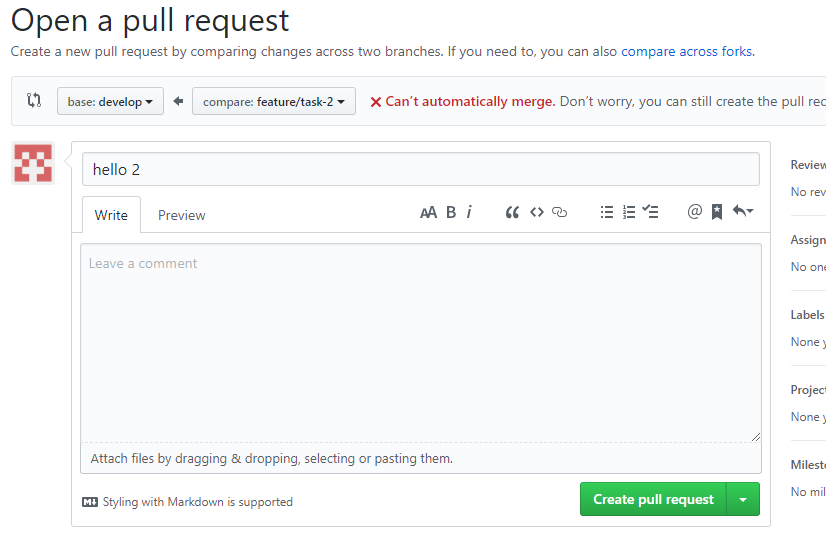 Open a pull request
Create a new pull request by comparing changes across two branches. If you need to, you can also compare across forks.
base: develop compare: feature/task-2 Can’t automatically merge. Don’t worry, you can still create the pull
hello 2
Write Preview AA B i @
Leave a comment
Attach files by dragging & dropping, selecting or pasting them.
Styling with Markdown is supported
Create pull request
Review
No rev
Assign
No one
Labels
None y
Project
None y
Milest
No mil